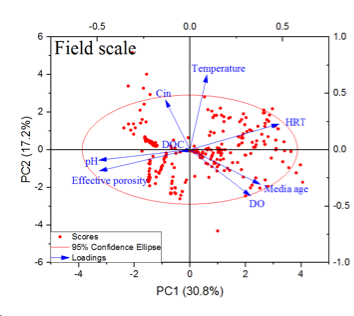 -0.5 0.0 0.5
6 Field scale 1.0
Temperature
4
Cin 0.5
2
HRT
DOC
0 0.0
pH
Effective porosity
-2 Media age
DO -0.5
-4
Scores
95% Confidence Ellipse
Loadings
-6 -1.0
-6 -4 -2 0 2 4
PC1 (30.8%)
PC2 (17.2%)